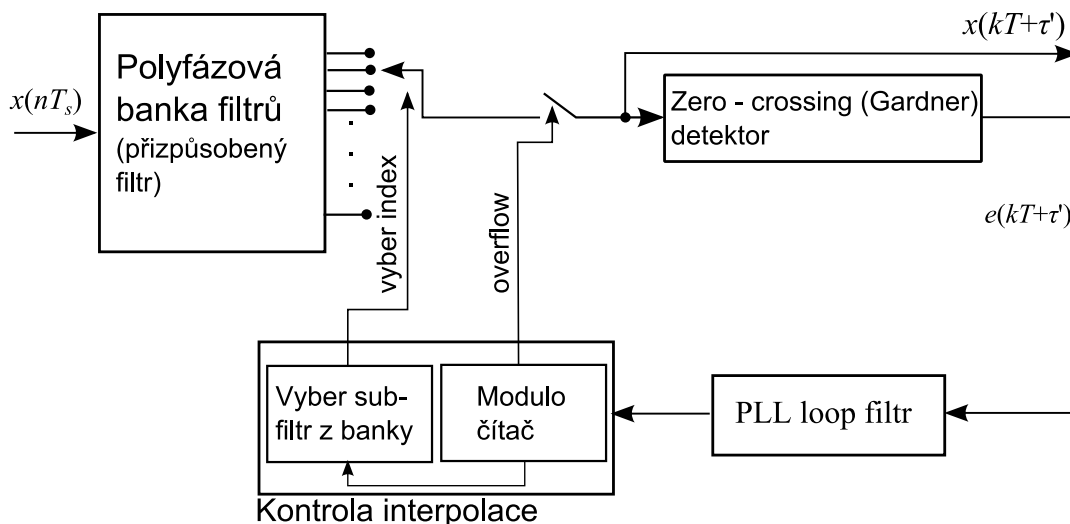 x(nTs)
Polyfázová
banka filtrů
(přizpůsobený
filtr)
vyber index
overflow
x(kT+τ')
Zero - crossing (Gardner)
detektor
e(kT+τ')
Vyber sub-
filtr z banky
Modulo
čítač
PLL loop filtr
Kontrola interpolace